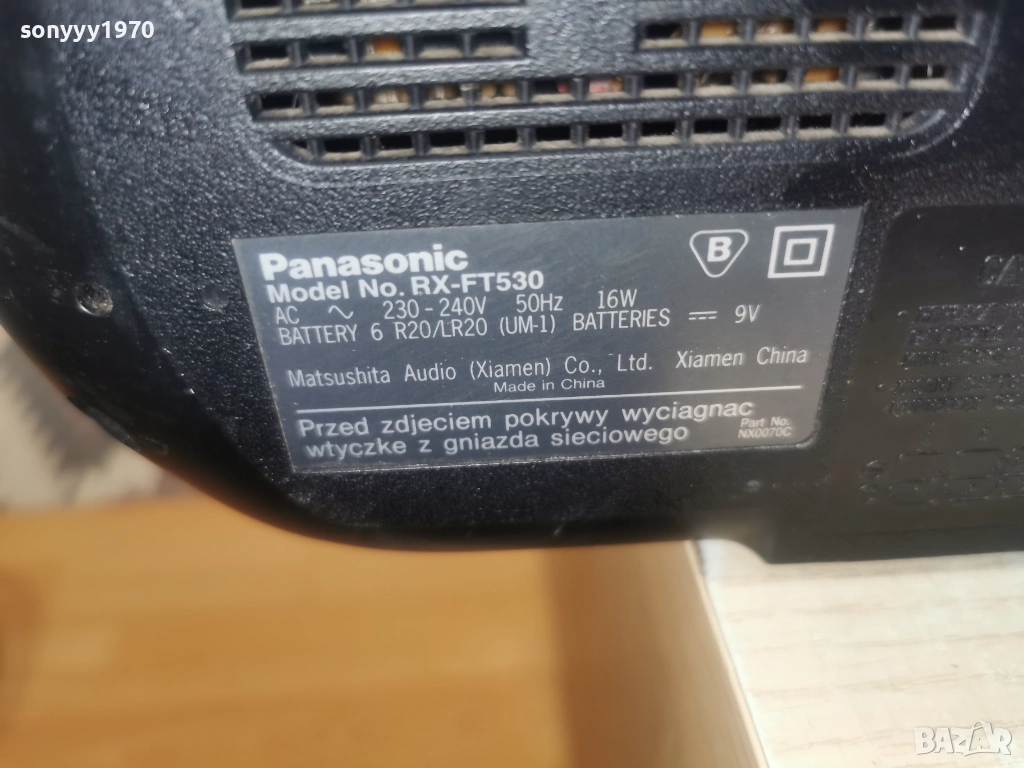 sonyyy1970
Panasonic
Model No. RX-FT530
AC ∼ 230-240V 50Hz 16W
BATTERY 6 R20/LR20 (UM-1) BATTERIES ⎓ 9V
B
Matsushita Audio (Xiamen) Co., Ltd. Xiamen China
Made in China
Przed zdjeciem pokrywy wyciagnac
wtyczke z gniazda sieciowego
Part No.
NX0070C
BAZAR